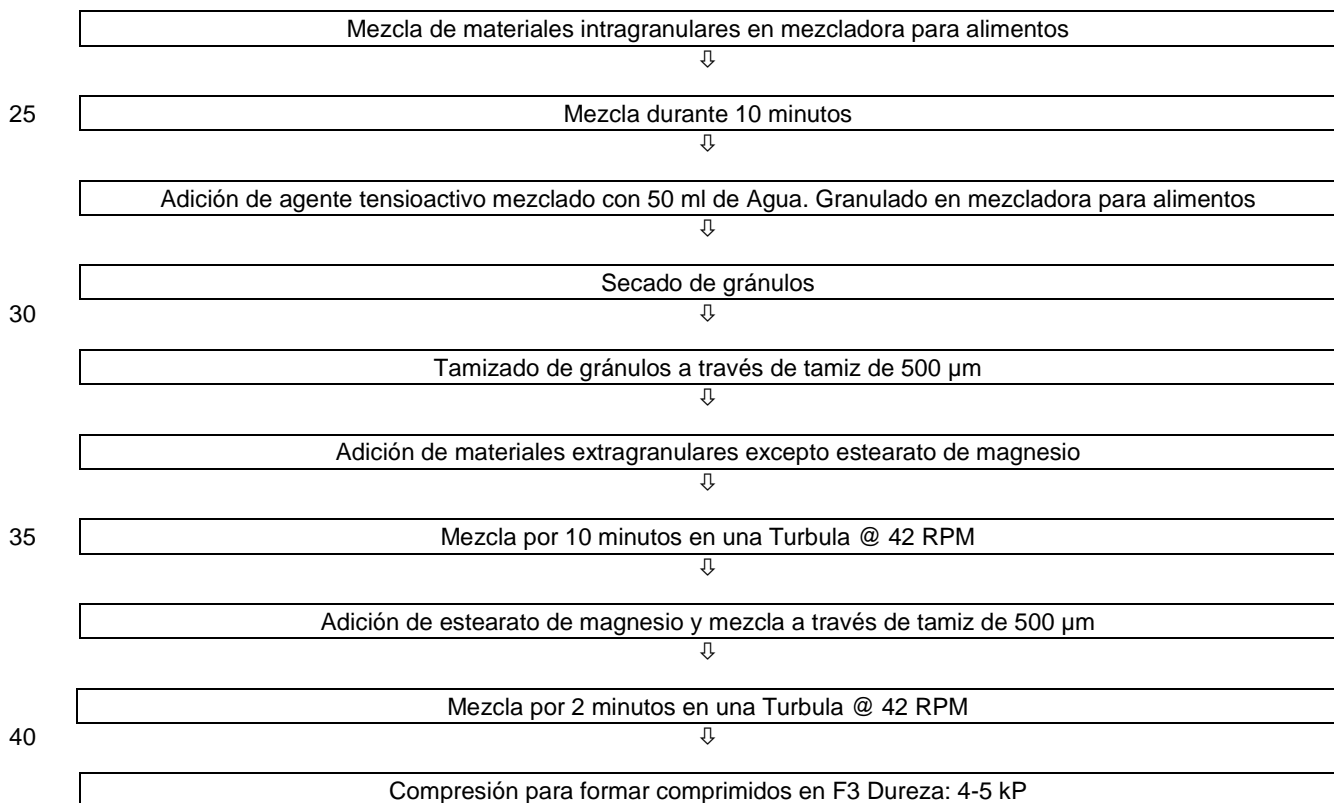 Mezcla de materiales intragranulares en mezcladora para alimentos
⇩
25 Mezcla durante 10 minutos
⇩
Adición de agente tensioactivo mezclado con 50 ml de Agua. Granulado en mezcladora para alimentos
⇩
Secado de gránulos
30 ⇩
Tamizado de gránulos a través de tamiz de 500 µm
⇩
Adición de materiales extragranulares excepto estearato de magnesio
⇩
35 Mezcla por 10 minutos en una Turbula @ 42 RPM
⇩
Adición de estearato de magnesio y mezcla a través de tamiz de 500 µm
⇩
Mezcla por 2 minutos en una Turbula @ 42 RPM
40 ⇩
Compresión para formar comprimidos en F3 Dureza: 4-5 kP